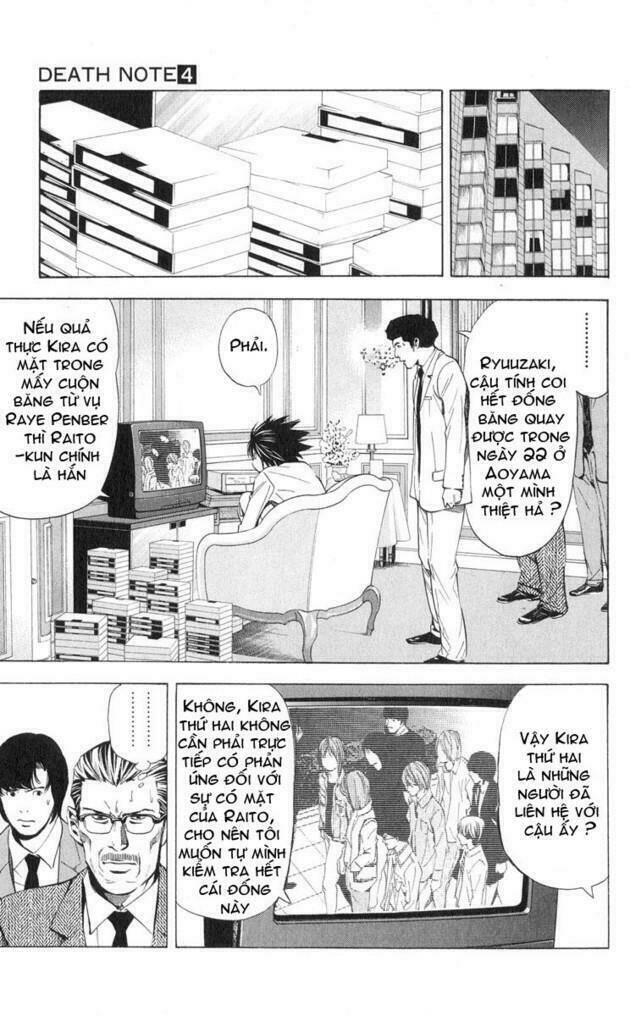 DEATH NOTE 4
..........
RYUUZAKI,
CẬU TÍNH COI
HẾT ĐỐNG
BĂNG QUAY
ĐƯỢC TRONG
NGÀY 22 Ở
AOYAMA
MỘT MÌNH
THIỆT HẢ ?
PHẢI.
NẾU QUẢ
THỰC KIRA CÓ
MẶT TRONG
MẤY CUỘN
BĂNG TỪ VỤ
RAYE PENBER
THÌ RAITO
-KUN CHÍNH
LÀ HẮN
VẬY KIRA
THỨ HAI
LÀ NHỮNG
NGƯỜI ĐÃ
LIÊN HỆ VỚI
CẬU ẤY ?
KHÔNG, KIRA
THỨ HAI KHÔNG
CẦN PHẢI TRỰC
TIẾP CÓ PHẢN
ỨNG ĐỐI VỚI
SỰ CÓ MẶT
CỦA RAITO,
CHO NÊN TÔI
MUỐN TỰ MÌNH
KIỂM TRA HẾT
CÁI ĐỐNG
NÀY
..........